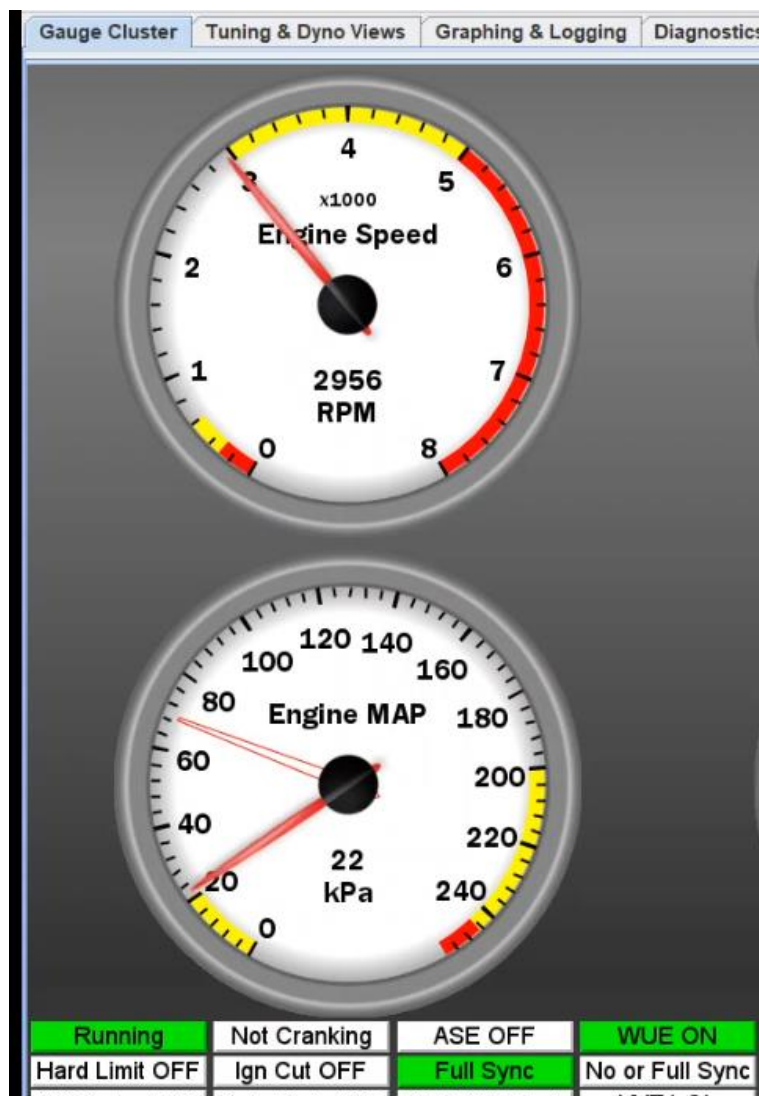 Gauge Cluster Tuning & Dyno Views Graphing & Logging Diagnostics
4
3 5
x1000
Engine Speed
2 6
1 7
2956
RPM
0 8
120 140
100 160
80 180
Engine MAP
60 200
40 220
22
20 240
kPa
0
Running Not Cranking ASE OFF WUE ON
Hard Limit OFF Ign Cut OFF Full Sync No or Full Sync